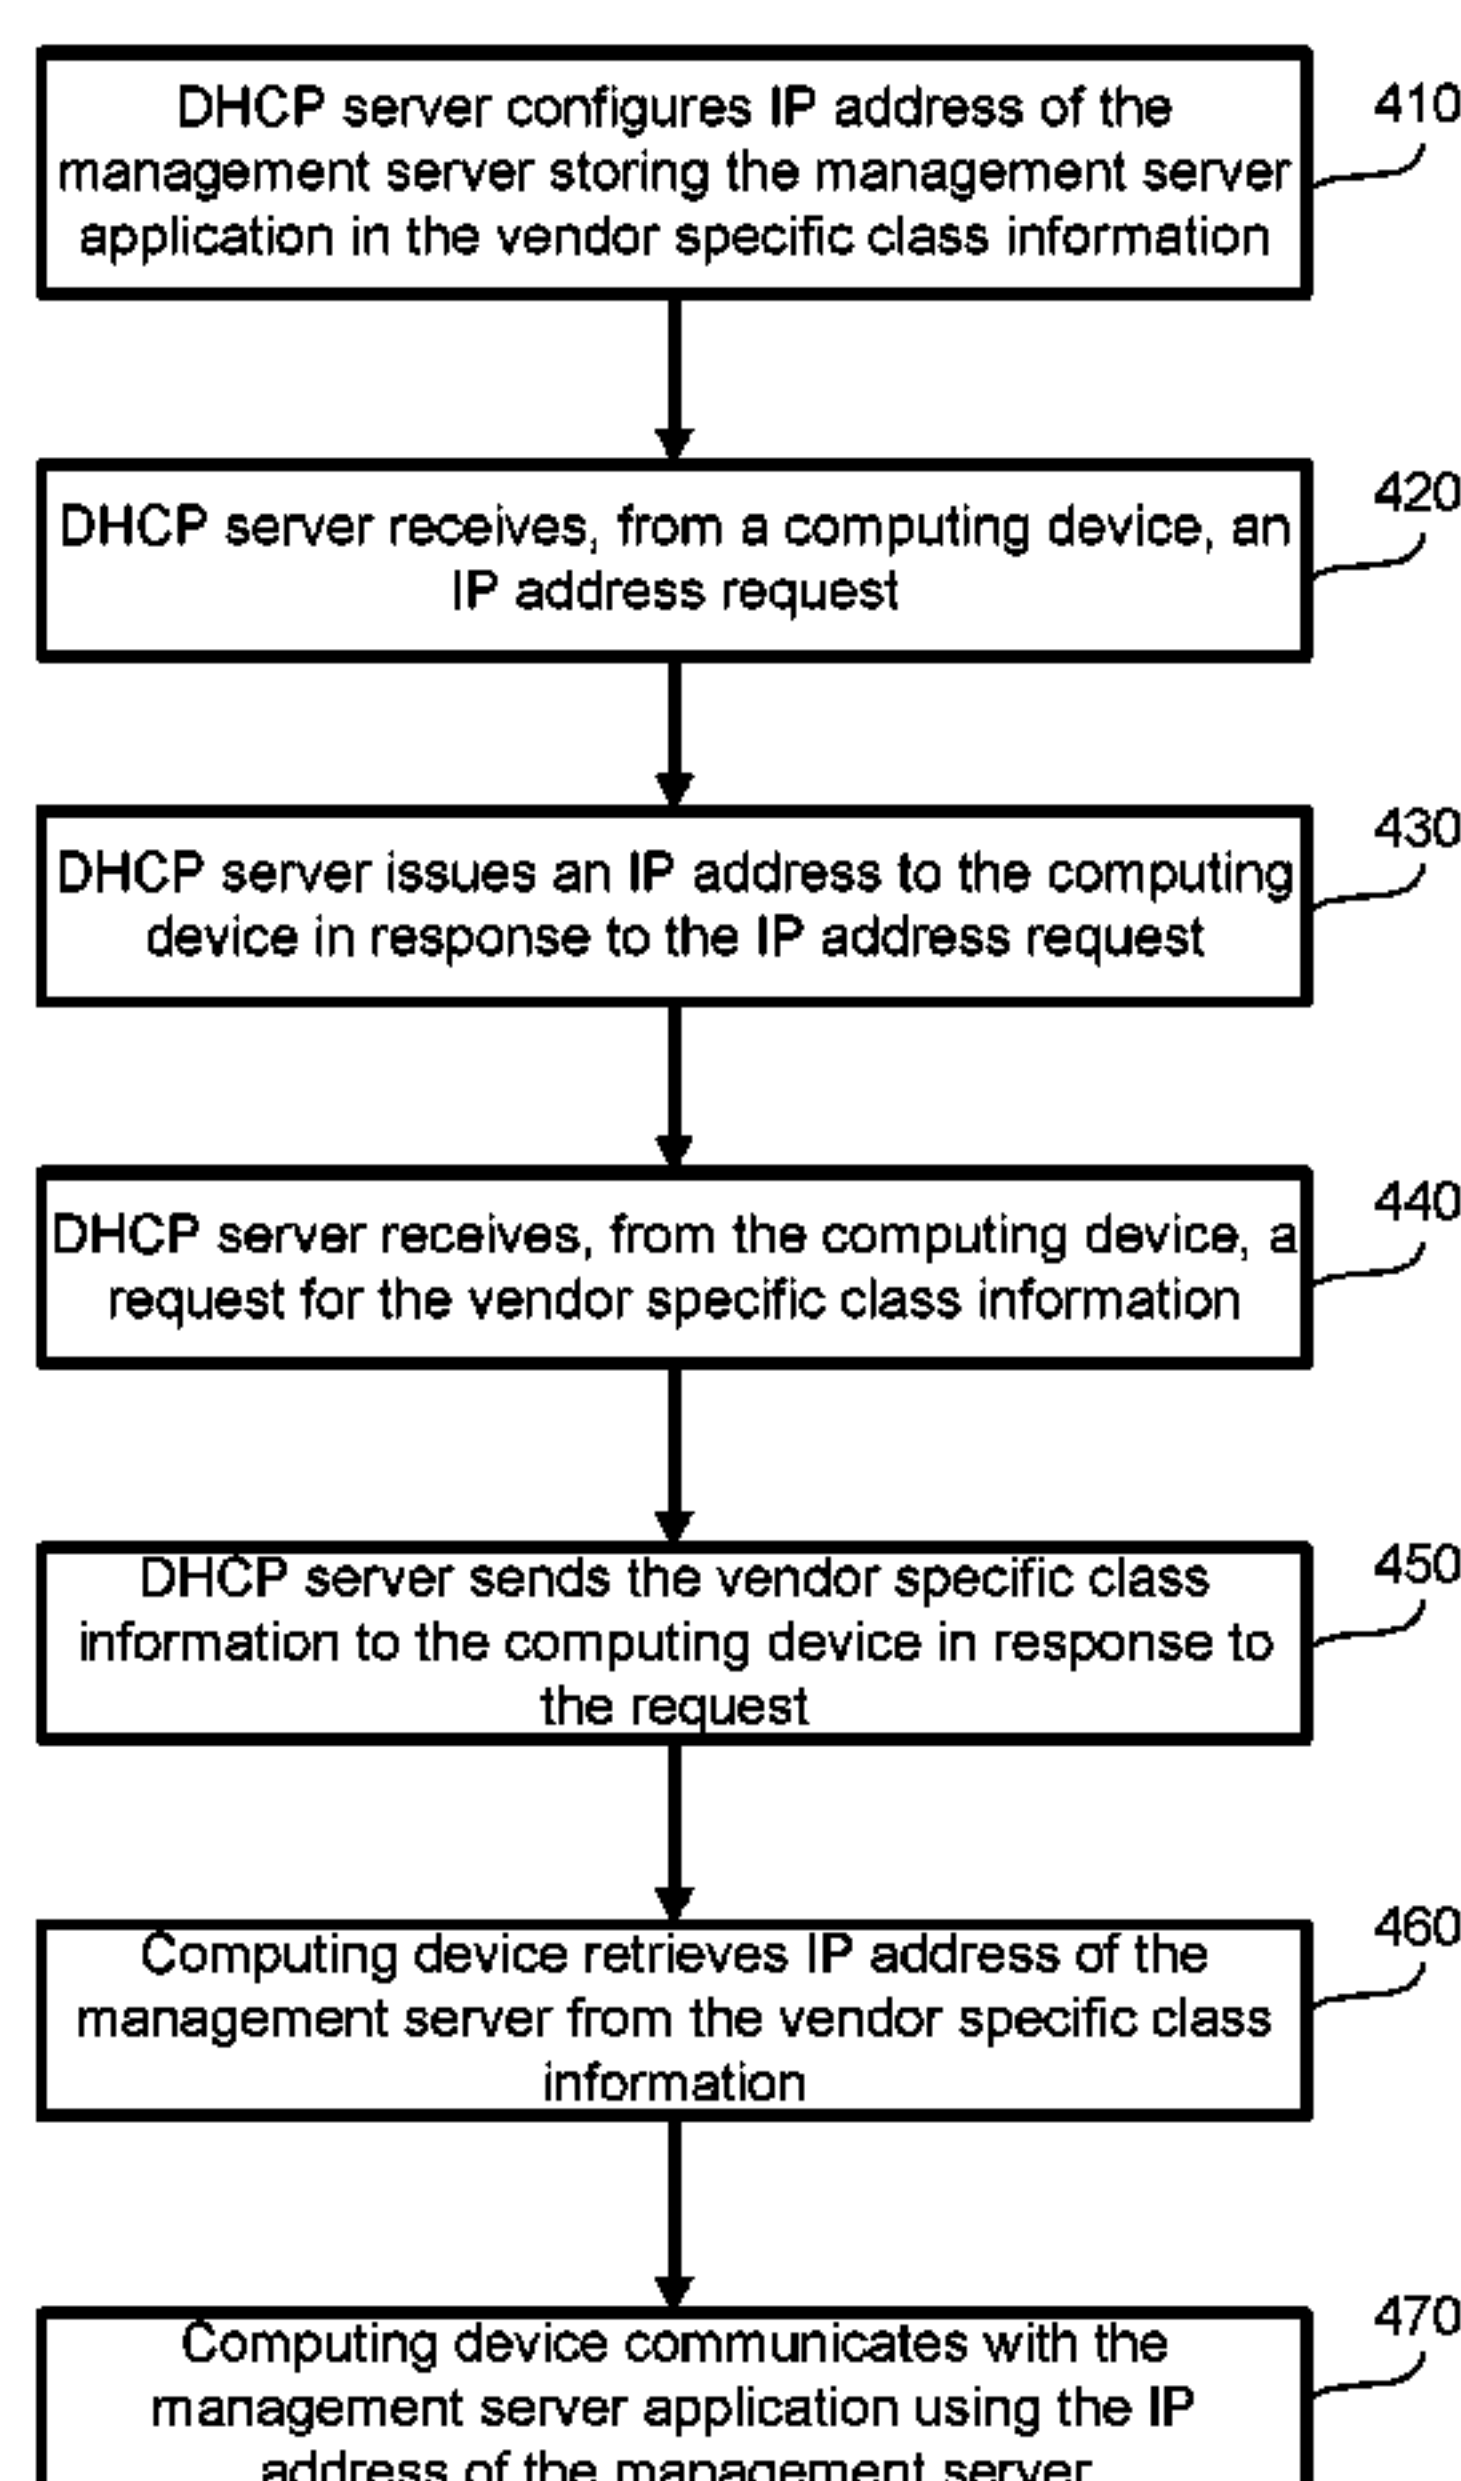 DHCP server configures IP address of the
management server storing the management server
application in the vendor specific class information
410
DHCP server receives, from a computing device, an
IP address request
420
DHCP server issues an IP address to the computing
device in response to the IP address request
430
DHCP server receives, from the computing device, a
request for the vendor specific class information
440
DHCP server sends the vendor specific class
information to the computing device in response to
the request
450
Computing device retrieves IP address of the
management server from the vendor specific class
information
460
Computing device communicates with the
management server application using the IP
address of the management server
470